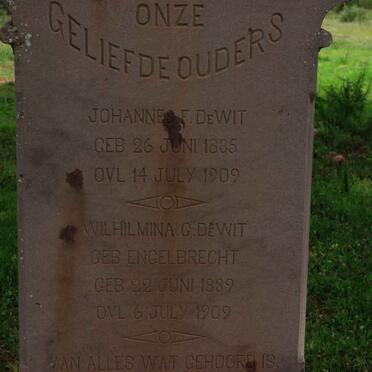 ONZE
GELIEFDE OUDERS
JOHANNES. F. DEWIT
GEB 26 JUNI 1835
OVL 14 JULY 1909
WILHILMINA. G. DEWIT
GEB ENGELBRECHT
GEB 22 JUNI 1839
OVL 6 JULY 1909
VAN ALLES WAT GEHOORD IS.